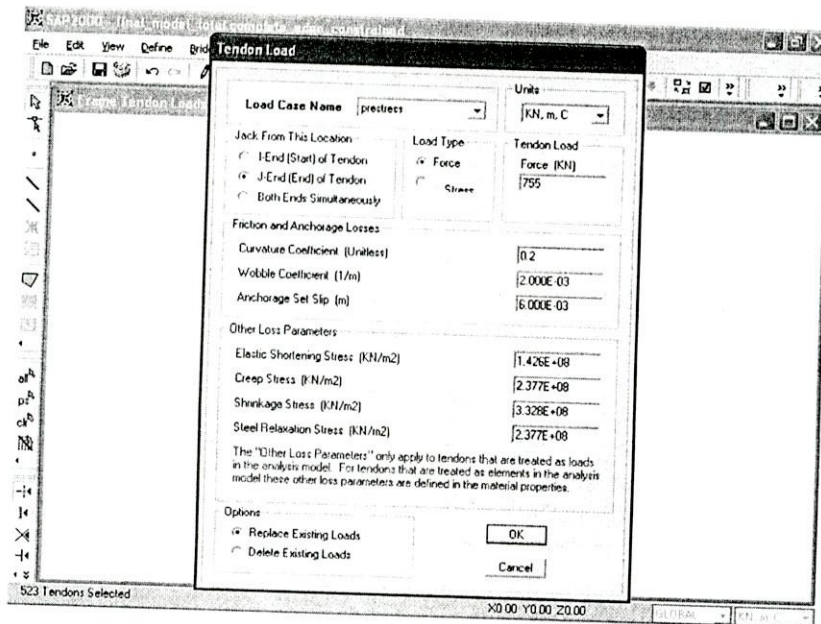 SAP2000 - final_model_total complete_
File Edit View Define
Tendon Load
Frame Tendon Loads
Load Case Name prestress
Units
KN, m, C
Jack From This Location
I-End (Start) of Tendon
J-End (End) of Tendon
Both Ends Simultaneously
Load Type
Force
Stress
Tendon Load
Force (KN)
755
Friction and Anchorage Losses
Curvature Coefficient (Unitless) 0.2
Wobble Coefficient (1/m) 2.000E-03
Anchorage Set Slip (m) 6.000E-03
Other Loss Parameters
Elastic Shortening Stress (KN/m2) 1.426E+08
Creep Stress (KN/m2) 2.377E+08
Shrinkage Stress (KN/m2) 3.328E+08
Steel Relaxation Stress (KN/m2) 2.377E+08
The "Other Loss Parameters" only apply to tendons that are treated as loads
in the analysis model. For tendons that are treated as elements in the analysis
model these other loss parameters are defined in the material properties.
Options
Replace Existing Loads
Delete Existing Loads
OK
Cancel
all
ps
clr
523 Tendons Selected
X0.00 Y0.00 Z0.00
GLOBAL
KN, m, C